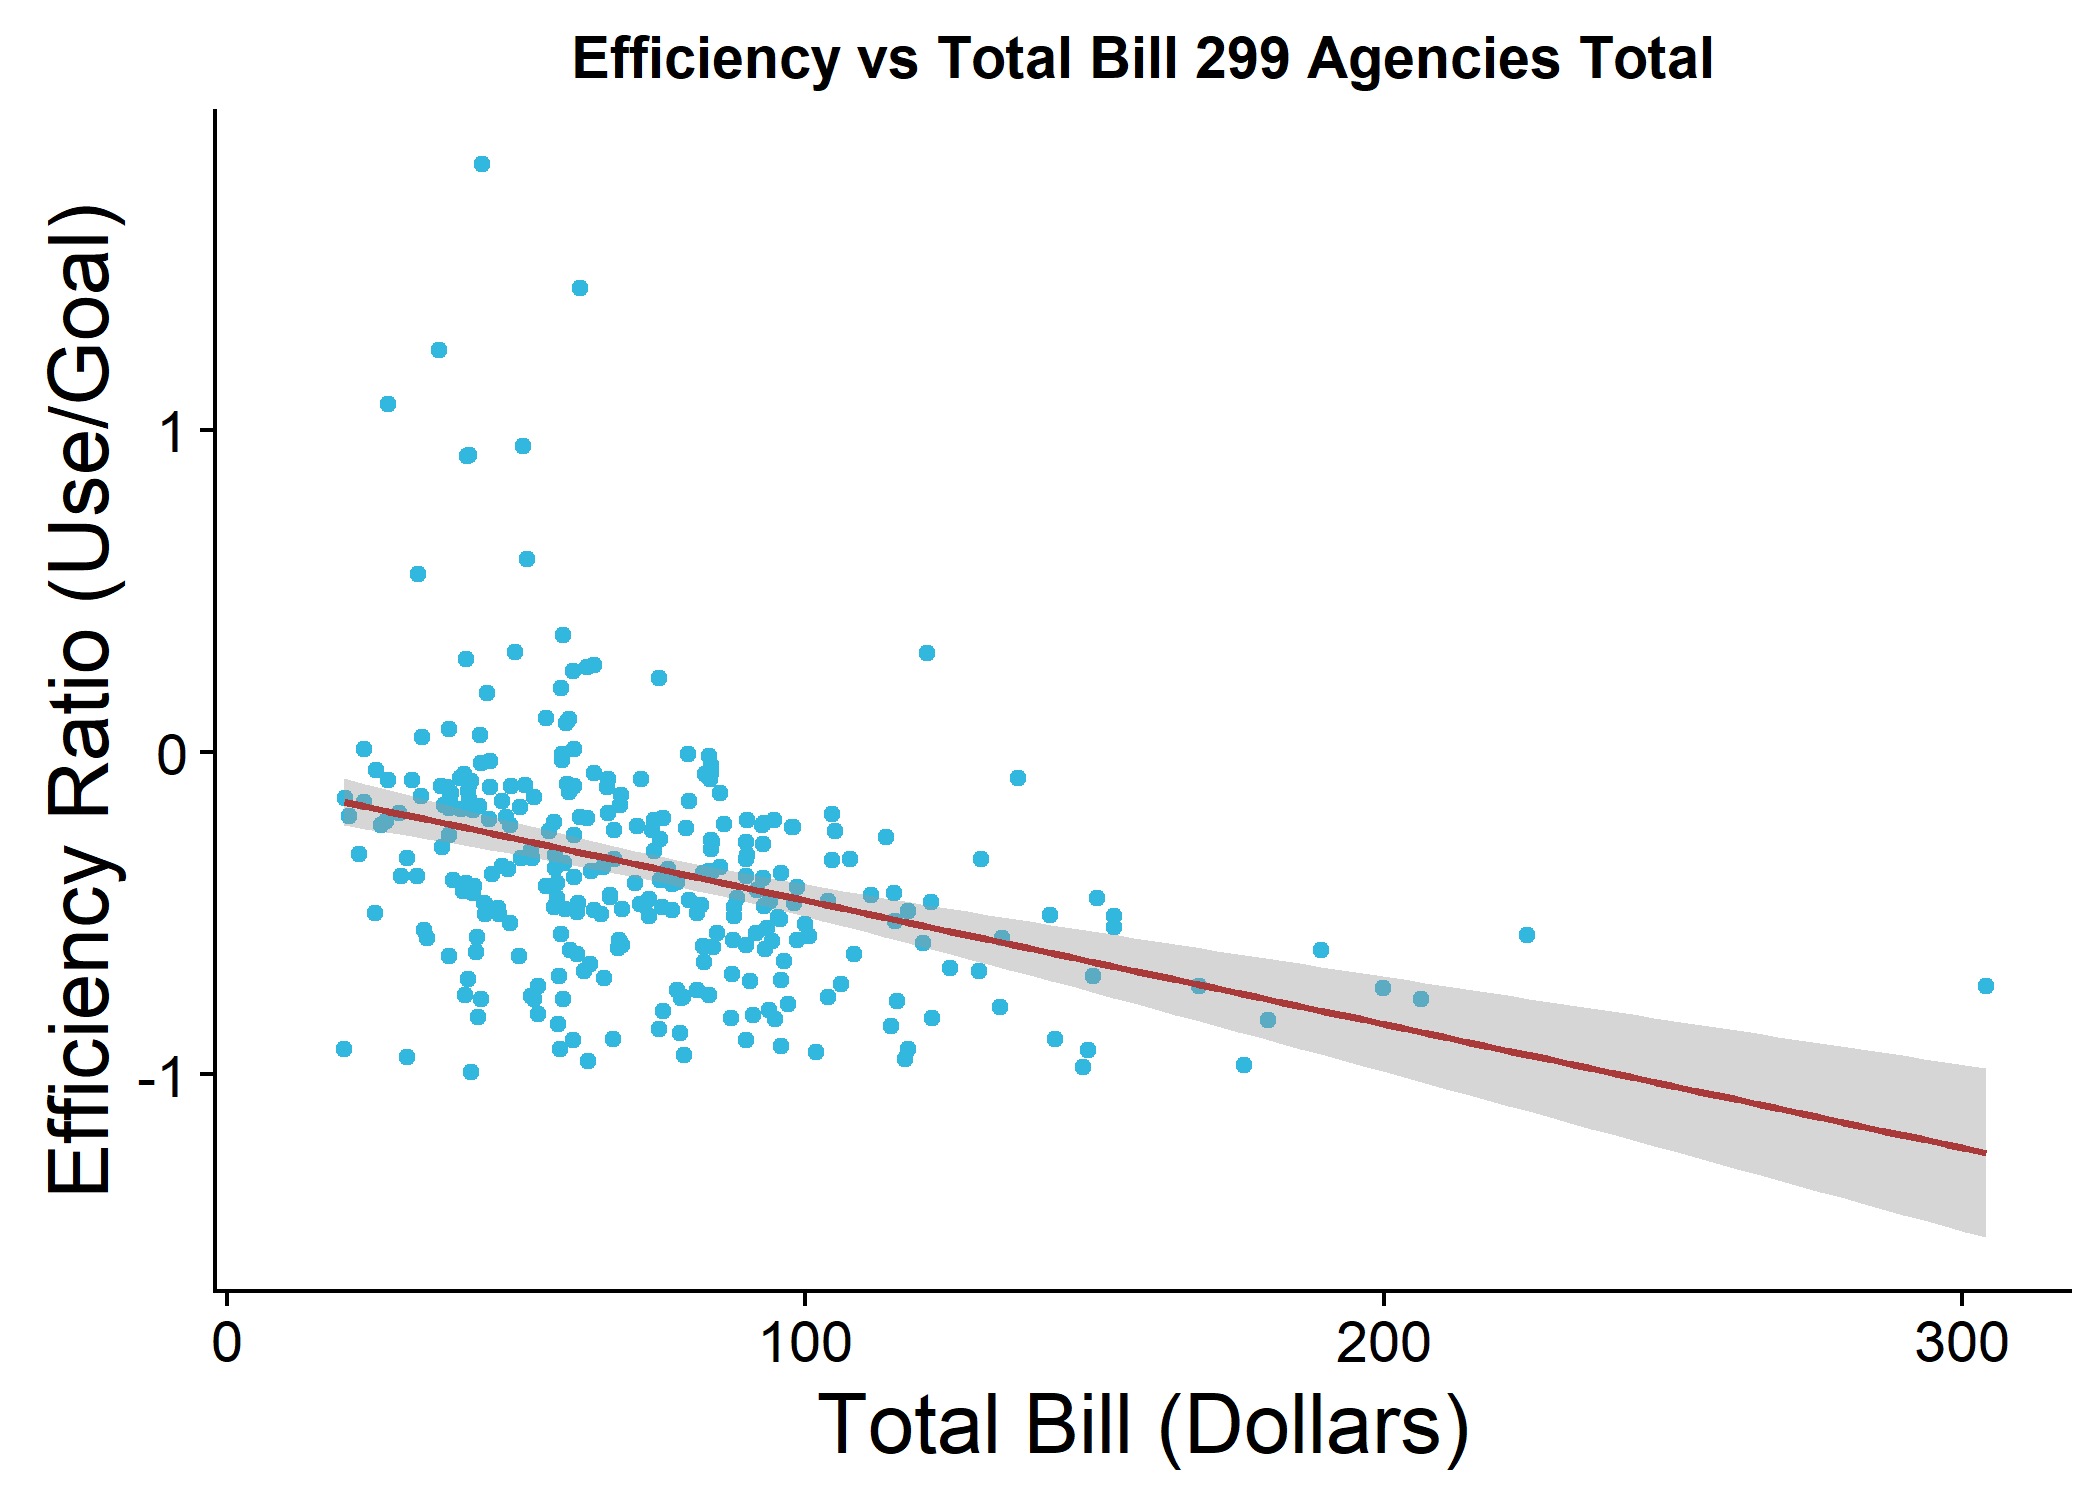 Efficiency vs Total Bill 299 Agencies Total
Efficiency Ratio (Use/Goal)
1
0
-1
0
100
200
300
Total Bill (Dollars)